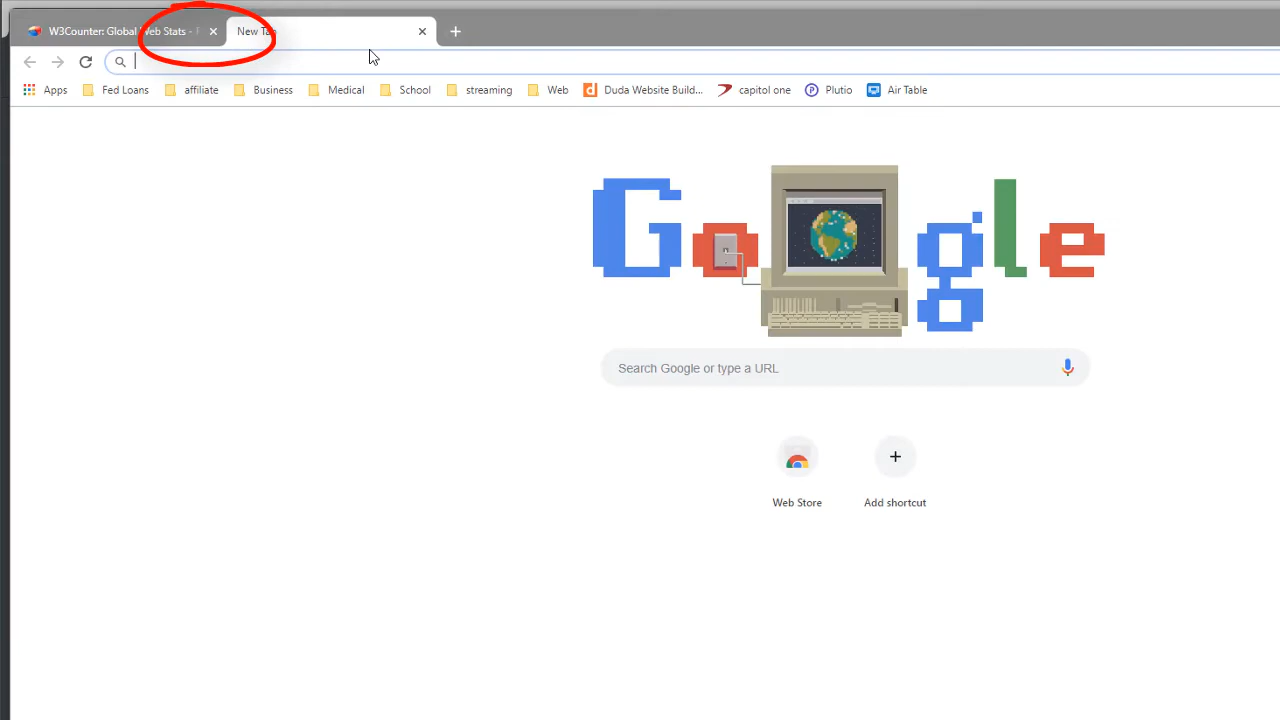 W3Counter: Global Web Stats -
New Tab
Apps Fed Loans affiliate Business Medical School streaming Web Duda Website Build... capitol one Plutio Air Table
Google
Search Google or type a URL
Web Store Add shortcut